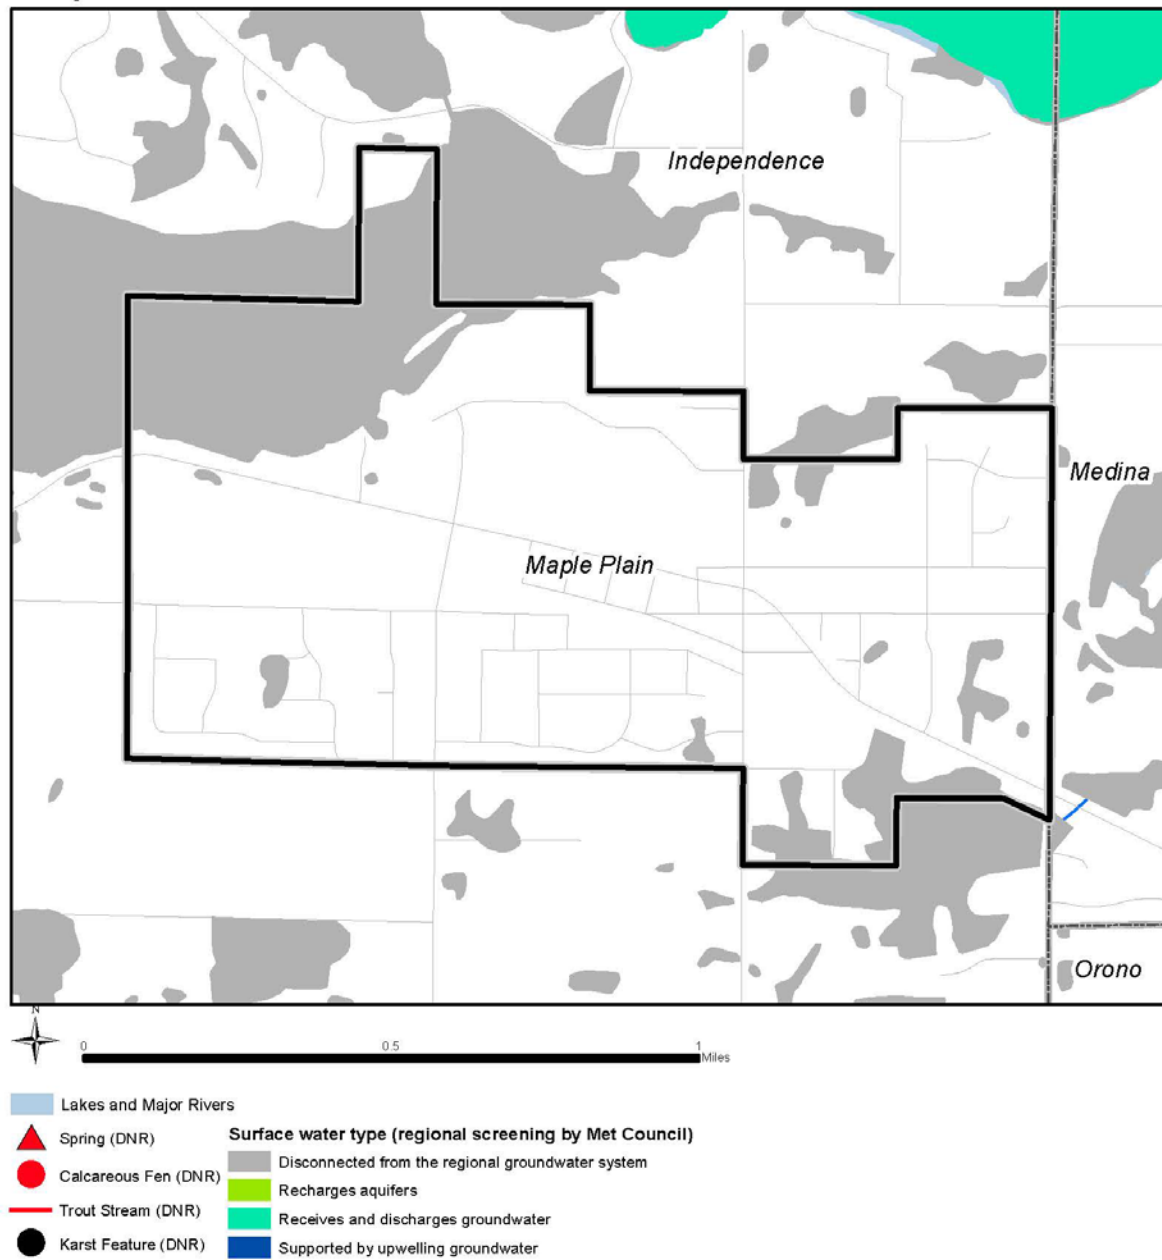 Independence
Medina
Maple Plain
Orono
N
0 0.5 1
Miles
Lakes and Major Rivers
Spring (DNR)
Calcareous Fen (DNR)
Trout Stream (DNR)
Karst Feature (DNR)
Surface water type (regional screening by Met Council)
Disconnected from the regional groundwater system
Recharges aquifers
Receives and discharges groundwater
Supported by upwelling groundwater